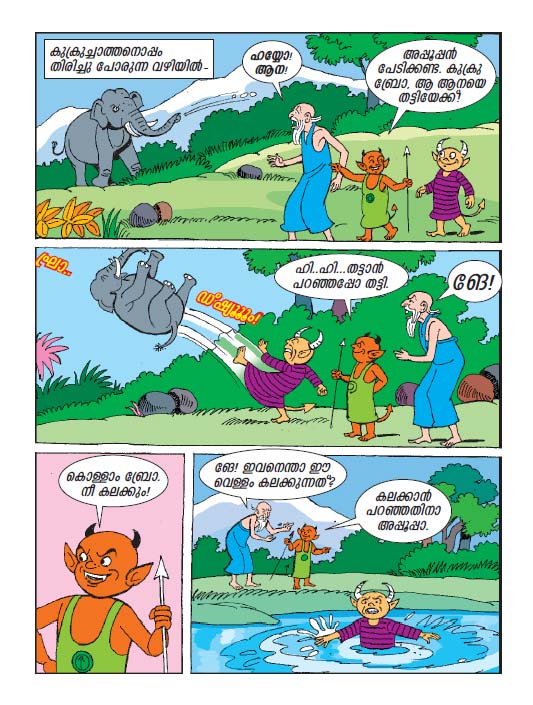 കുക്രുച്ചാത്തനൊപ്പം
തിരിച്ചു പോരുന്ന വഴിയിൽ-
ഹയ്യോ!
ആന!
അപ്പൂപ്പൻ
പേടിക്കണ്ട. കുക്രു
ബ്രോ, ആ ആനയെ
തട്ടിയേക്ക്!
ഘ്രാ..
ഡ്ഷ്യൂം!
ഹി..ഹി...തട്ടാൻ
പറഞ്ഞപ്പോ തട്ടി.
ങേ!
കൊള്ളാം ബ്രോ.
നീ കലക്കും!
ങേ! ഇവനെന്താ ഈ
വെള്ളം കലക്കുന്നത്?
കലക്കാൻ
പറഞ്ഞതിനാ
അപ്പൂപ്പാ.